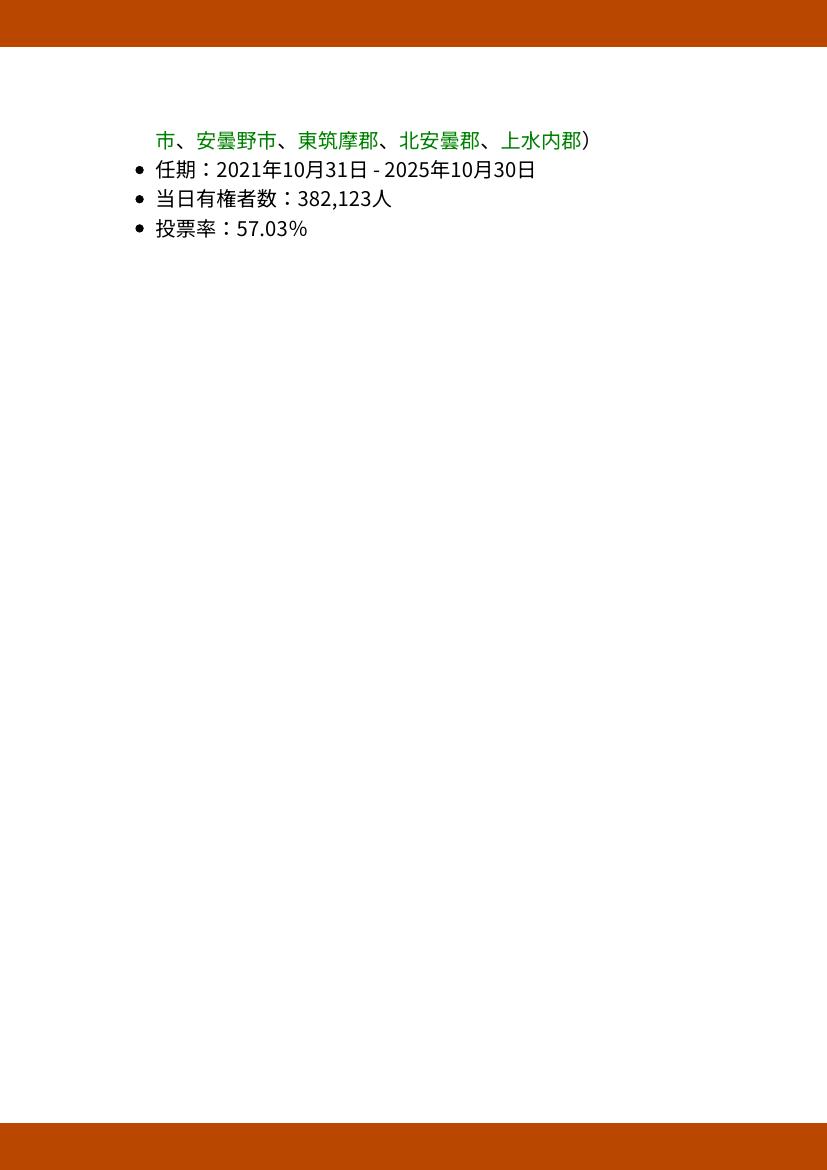 市、安曇野市、東筑摩郡、北安曇郡、上水内郡）
• 任期：2021年10月31日 - 2025年10月30日
• 当日有権者数：382,123人
• 投票率：57.03％